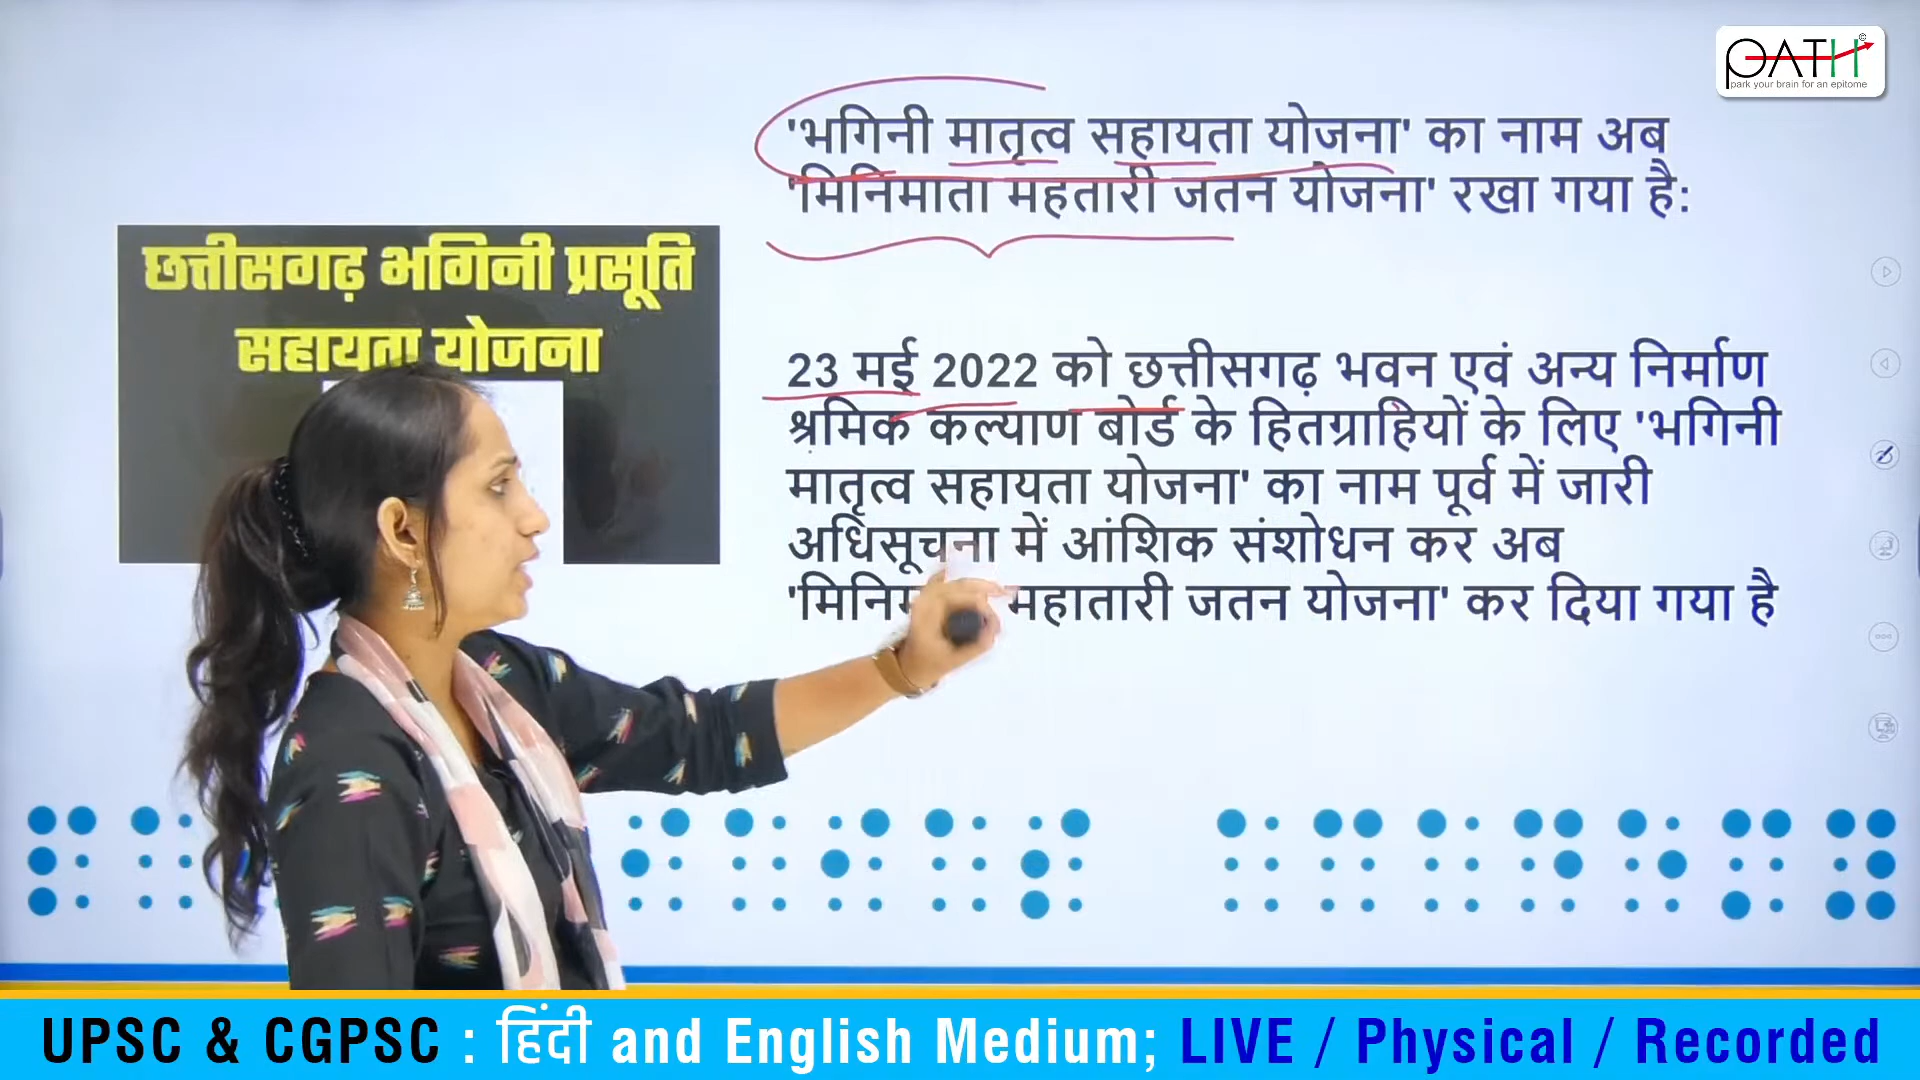 PATH
park your brain for an epitome
'भगिनी मातृत्व सहायता योजना' का नाम अब
'मिनिमाता महतारी जतन योजना' रखा गया है:
छत्तीसगढ़ भगिनी प्रसूति
सहायता योजना
23 मई 2022 को छत्तीसगढ़ भवन एवं अन्य निर्माण
श्रमिक कल्याण बोर्ड के हितग्राहियों के लिए 'भगिनी
मातृत्व सहायता योजना' का नाम पूर्व में जारी
अधिसूचना में आंशिक संशोधन कर अब
महातारी जतन योजना' कर दिया गया है
UPSC & CGPSC : हिंदी and English Medium; LIVE / Physical / Recorded